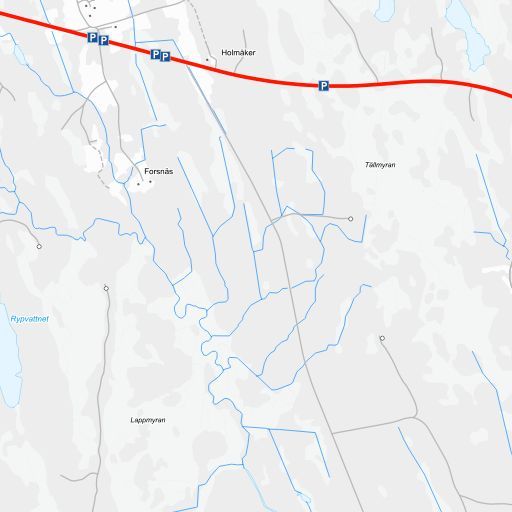 P
P
P
P
Holmåker
P
Tällmyran
Forsnäs
Rypvattnet
Lappmyran